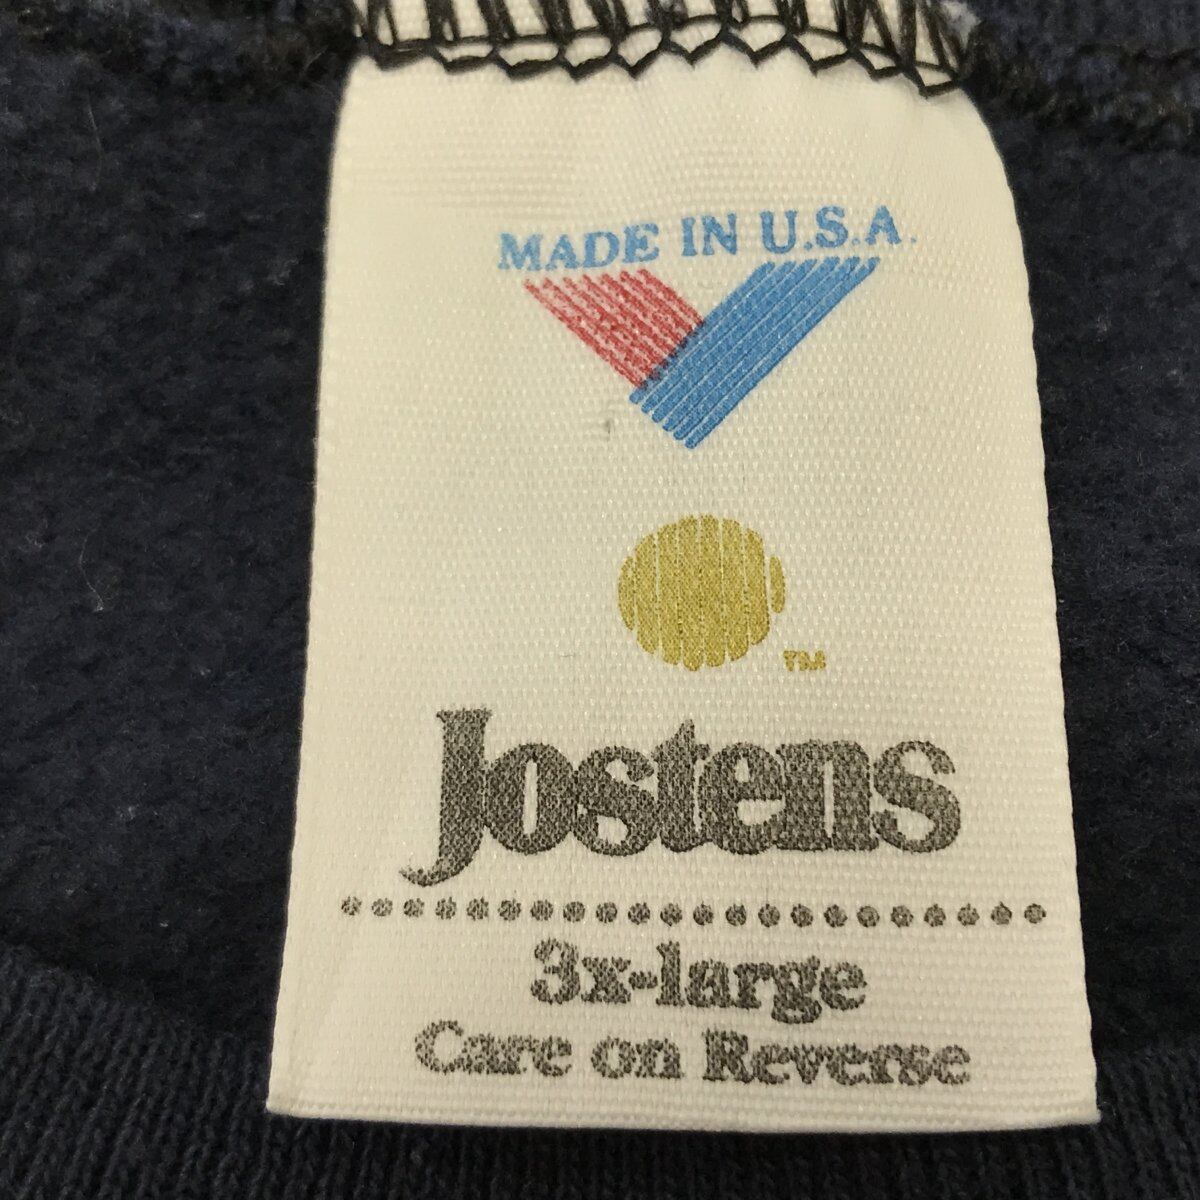 MADE IN U.S.A.
TM
Jostens
3x-large
Care on Reverse